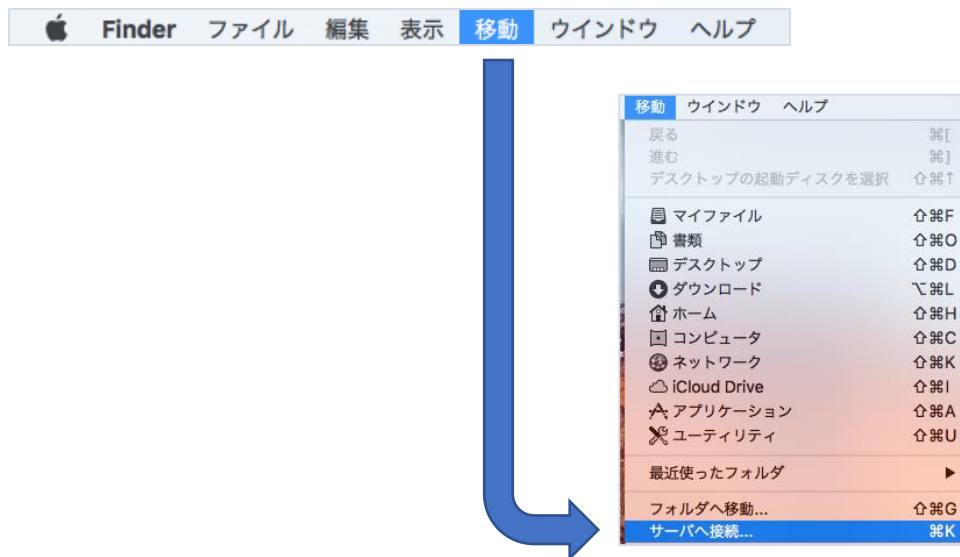 Finder ファイル 編集 表示 移動 ウインドウ ヘルプ
移動 ウインドウ ヘルプ
戻る ⌘[
進む ⌘]
デスクトップの起動ディスクを選択 ⇧⌘↑
マイファイル ⇧⌘F
書類 ⇧⌘O
デスクトップ ⇧⌘D
ダウンロード ⌥⌘L
ホーム ⇧⌘H
コンピュータ ⇧⌘C
ネットワーク ⇧⌘K
iCloud Drive ⇧⌘I
アプリケーション ⇧⌘A
ユーティリティ ⇧⌘U
最近使ったフォルダ ▶
フォルダへ移動... ⇧⌘G
サーバへ接続... ⌘K